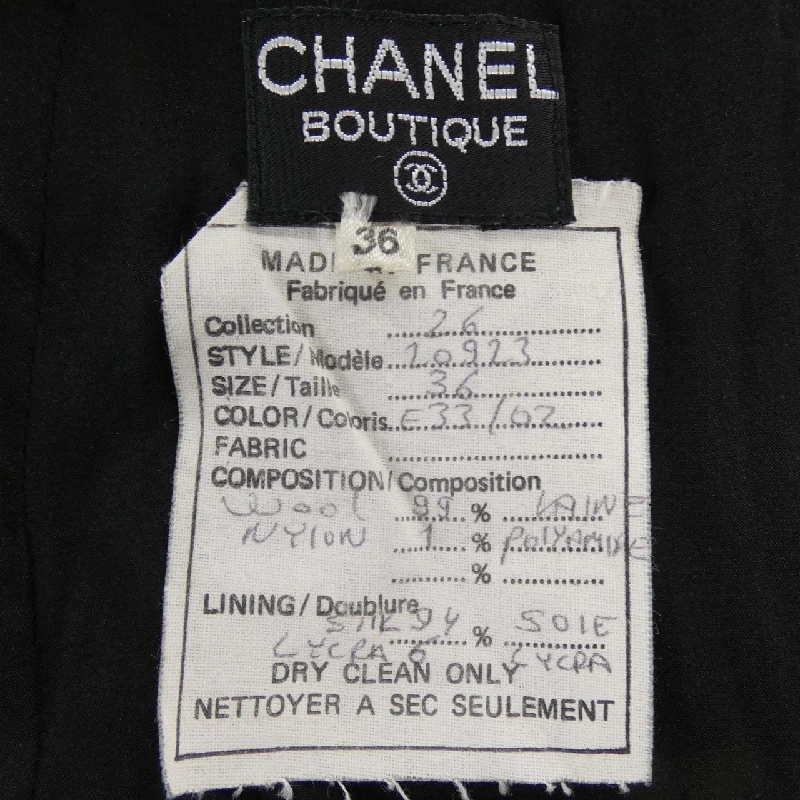 CHANEL
BOUTIQUE
36
MADE FRANCE
Fabriqué en France
Collection 26
STYLE/Modèle 10923
SIZE/Taille 36
COLOR/Coloris E33/02
FABRIC
COMPOSITION/Composition
Wool 99 % LAINE
NYLON 1 % POLYAMIDE
%
LINING/Doublure
SILK 94 % SOIE
LYCRA 6 LYCRA
DRY CLEAN ONLY
NETTOYER A SEC SEULEMENT